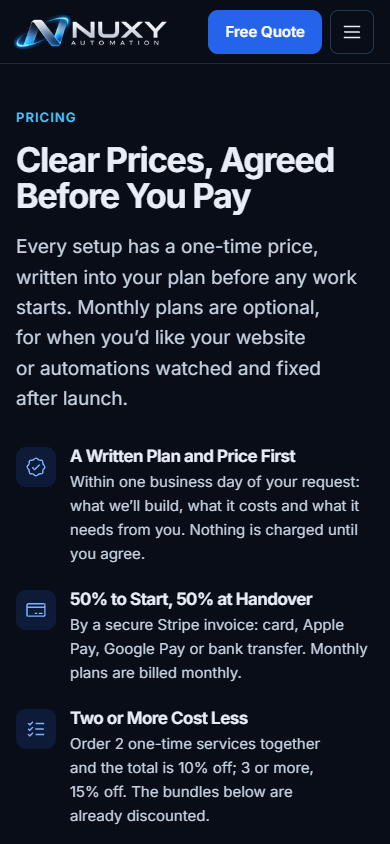 NUXY
AUTOMATION
Free Quote
PRICING
Clear Prices, Agreed
Before You Pay
Every setup has a one-time price,
written into your plan before any work
starts. Monthly plans are optional,
for when you’d like your website
or automations watched and fixed
after launch.
A Written Plan and Price First
Within one business day of your request:
what we’ll build, what it costs and what it
needs from you. Nothing is charged until
you agree.
50% to Start, 50% at Handover
By a secure Stripe invoice: card, Apple
Pay, Google Pay or bank transfer. Monthly
plans are billed monthly.
Two or More Cost Less
Order 2 one-time services together
and the total is 10% off; 3 or more,
15% off. The bundles below are
already discounted.